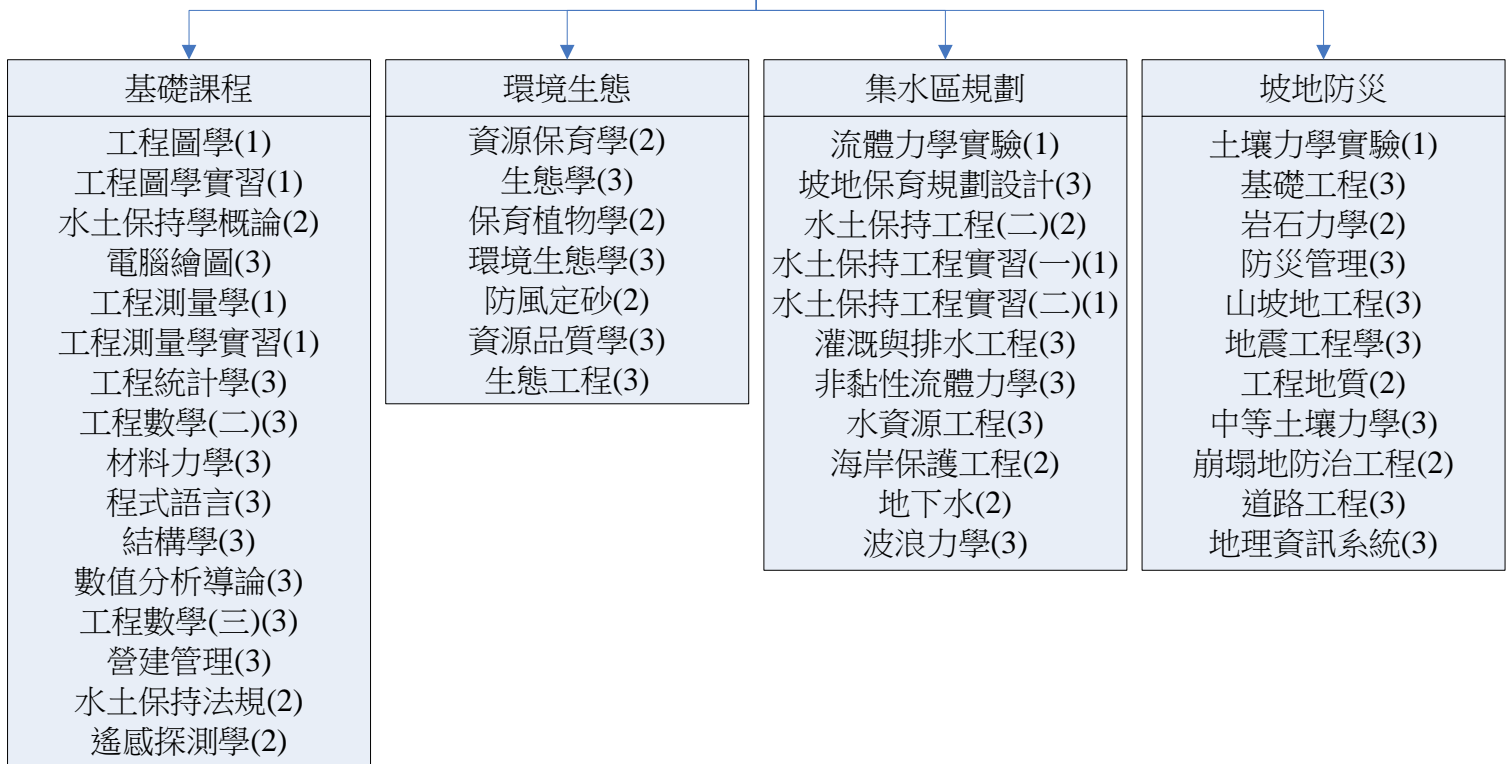 基礎課程
工程圖學(1)
工程圖學實習(1)
水土保持學概論(2)
電腦繪圖(3)
工程測量學(1)
工程測量學實習(1)
工程統計學(3)
工程數學(二)(3)
材料力學(3)
程式語言(3)
結構學(3)
數值分析導論(3)
工程數學(三)(3)
營建管理(3)
水土保持法規(2)
遙感探測學(2)
環境生態
資源保育學(2)
生態學(3)
保育植物學(2)
環境生態學(3)
防風定砂(2)
資源品質學(3)
生態工程(3)
集水區規劃
流體力學實驗(1)
坡地保育規劃設計(3)
水土保持工程(二)(2)
水土保持工程實習(一)(1)
水土保持工程實習(二)(1)
灌溉與排水工程(3)
非黏性流體力學(3)
水資源工程(3)
海岸保護工程(2)
地下水(2)
波浪力學(3)
坡地防災
土壤力學實驗(1)
基礎工程(3)
岩石力學(2)
防災管理(3)
山坡地工程(3)
地震工程學(3)
工程地質(2)
中等土壤力學(3)
崩塌地防治工程(2)
道路工程(3)
地理資訊系統(3)